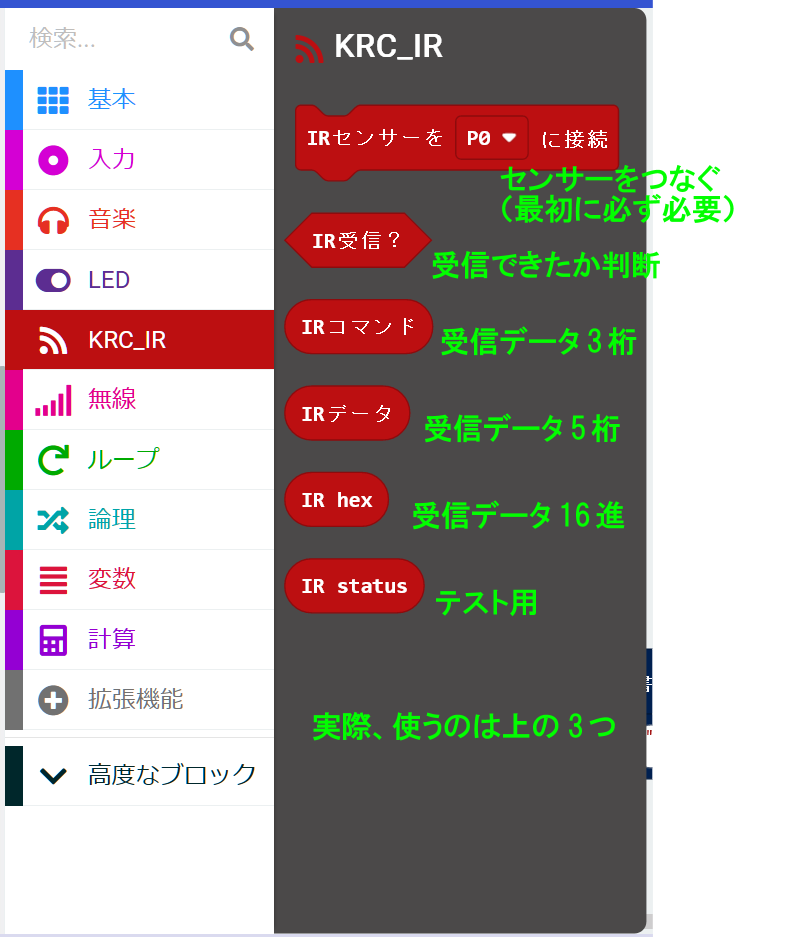 検索...
基本
入力
音楽
LED
KRC_IR
無線
ループ
論理
変数
計算
拡張機能
高度なブロック
KRC_IR
IRセンサーを P0 に接続
センサーをつなぐ
（最初に必ず必要）
IR受信？
受信できたか判断
IRコマンド
受信データ３桁
IRデータ
受信データ５桁
IR hex
受信データ16進
IR status
テスト用
実際、使うのは上の３つ